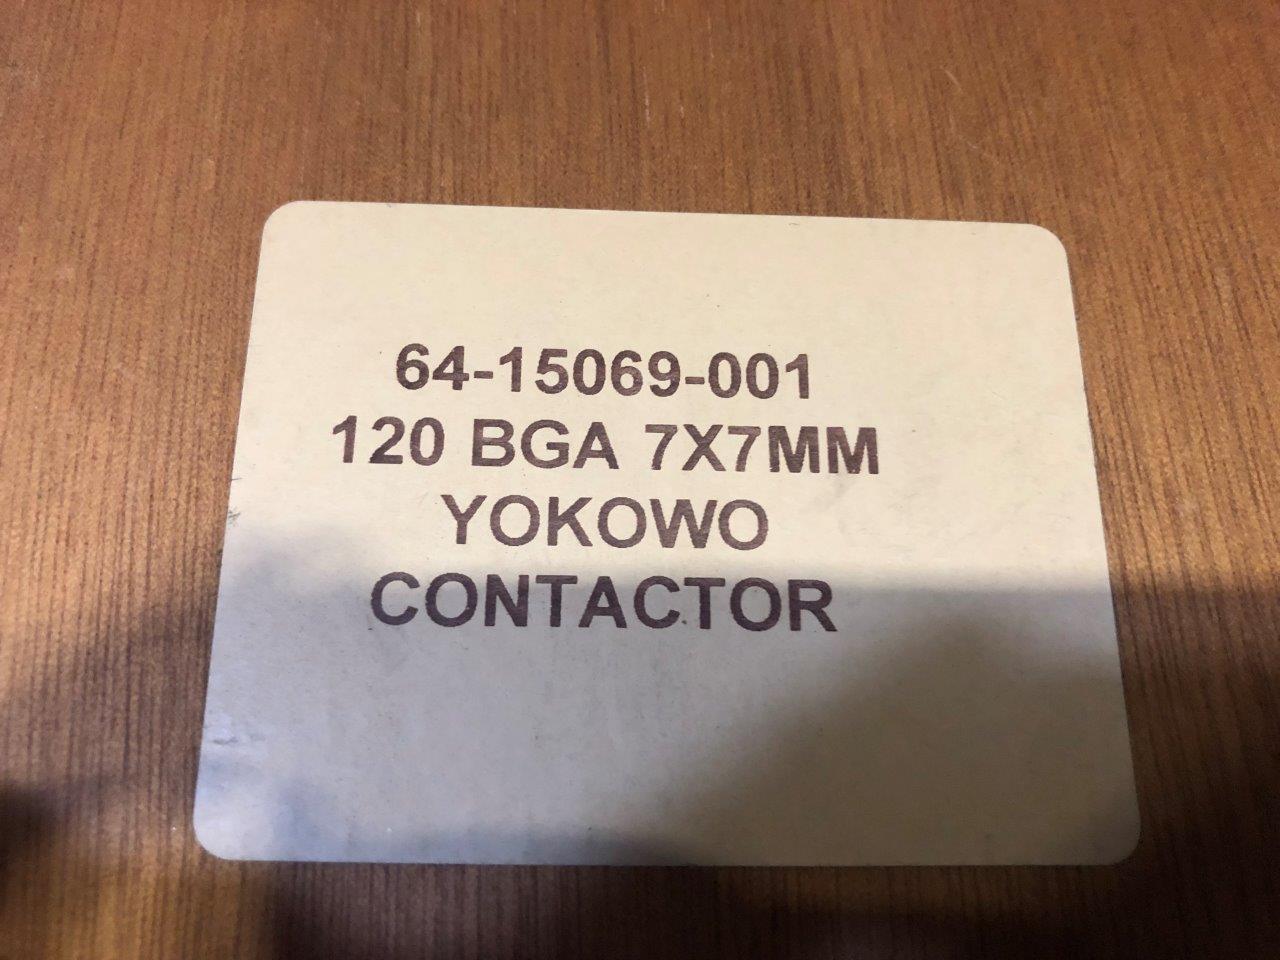 64-15069-001
120 BGA 7X7MM
YOKOWO
CONTACTOR